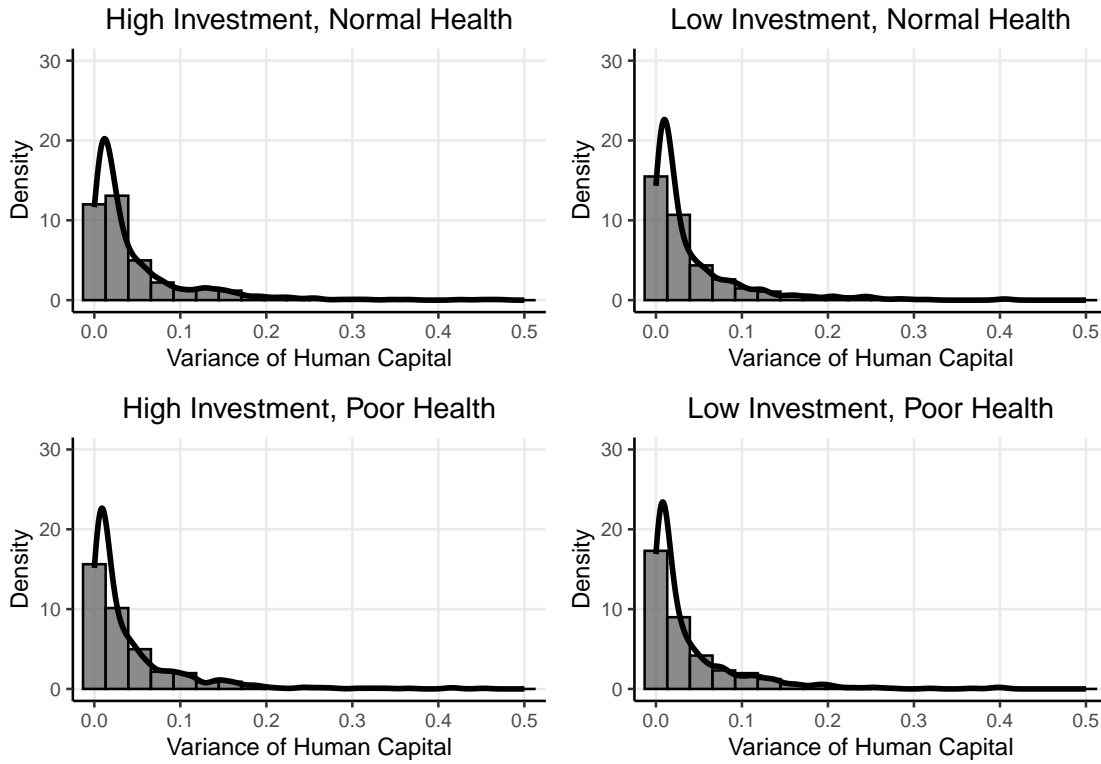 High Investment, Normal Health
30
20
10
0
Density
0.0 0.1 0.2 0.3 0.4 0.5
Variance of Human Capital
Low Investment, Normal Health
30
20
10
0
Density
0.0 0.1 0.2 0.3 0.4 0.5
Variance of Human Capital
High Investment, Poor Health
30
20
10
0
Density
0.0 0.1 0.2 0.3 0.4 0.5
Variance of Human Capital
Low Investment, Poor Health
30
20
10
0
Density
0.0 0.1 0.2 0.3 0.4 0.5
Variance of Human Capital